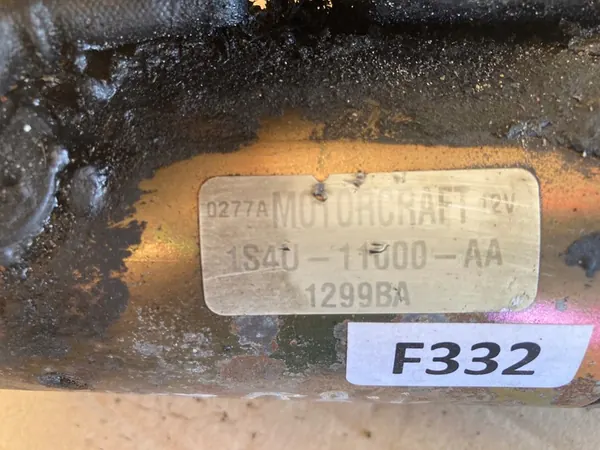 0277A MOTORCRAFT 12V
1S4U-11000-AA
1299BA
F332